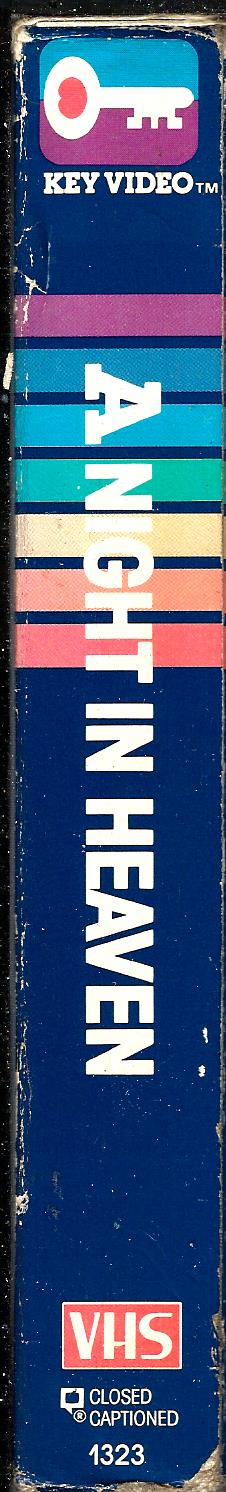 KEY VIDEO™
A NIGHT IN HEAVEN
VHS
® CLOSED
CAPTIONED
1323